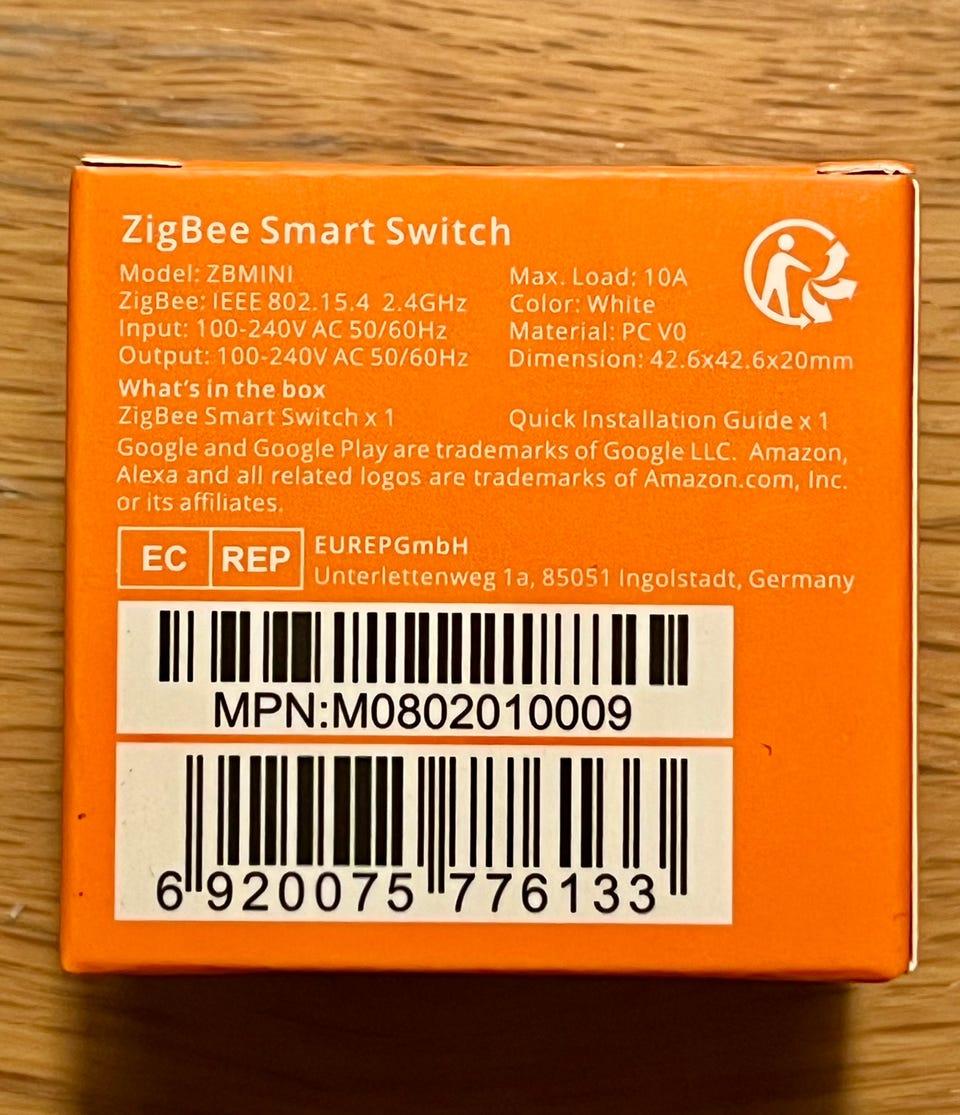 ZigBee Smart Switch
Model: ZBMINI
ZigBee: IEEE 802.15.4 2.4GHz
Input: 100-240V AC 50/60Hz
Output: 100-240V AC 50/60Hz
Max. Load: 10A
Color: White
Material: PC V0
Dimension: 42.6x42.6x20mm
What's in the box
ZigBee Smart Switch x 1
Quick Installation Guide x 1
Google and Google Play are trademarks of Google LLC. Amazon,
Alexa and all related logos are trademarks of Amazon.com, Inc.
or its affiliates.
EC REP
EUREPGmbH
Unterlettenweg 1a, 85051 Ingolstadt, Germany
MPN:M0802010009
6 920075 776133